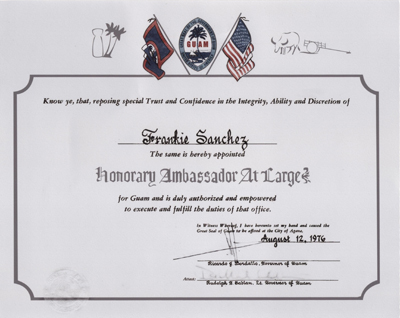 GUAM
Know ye, that, reposing special Trust and Confidence in the Integrity, Ability and Discretion of
Frankie Sanchez
The same is hereby appointed
Honorary Ambassador At Large
for Guam and is duly authorized and empowered
to execute and fulfill the duties of that office.
In Witness Whereof, I have hereunto set my hand and caused the
Great Seal of Guam to be affixed at the City of Agana.
August 12, 1976
Ricardo J. Bordallo, Governor of Guam
Attest:
Rudolph G. Sablan, Lt. Governor of Guam